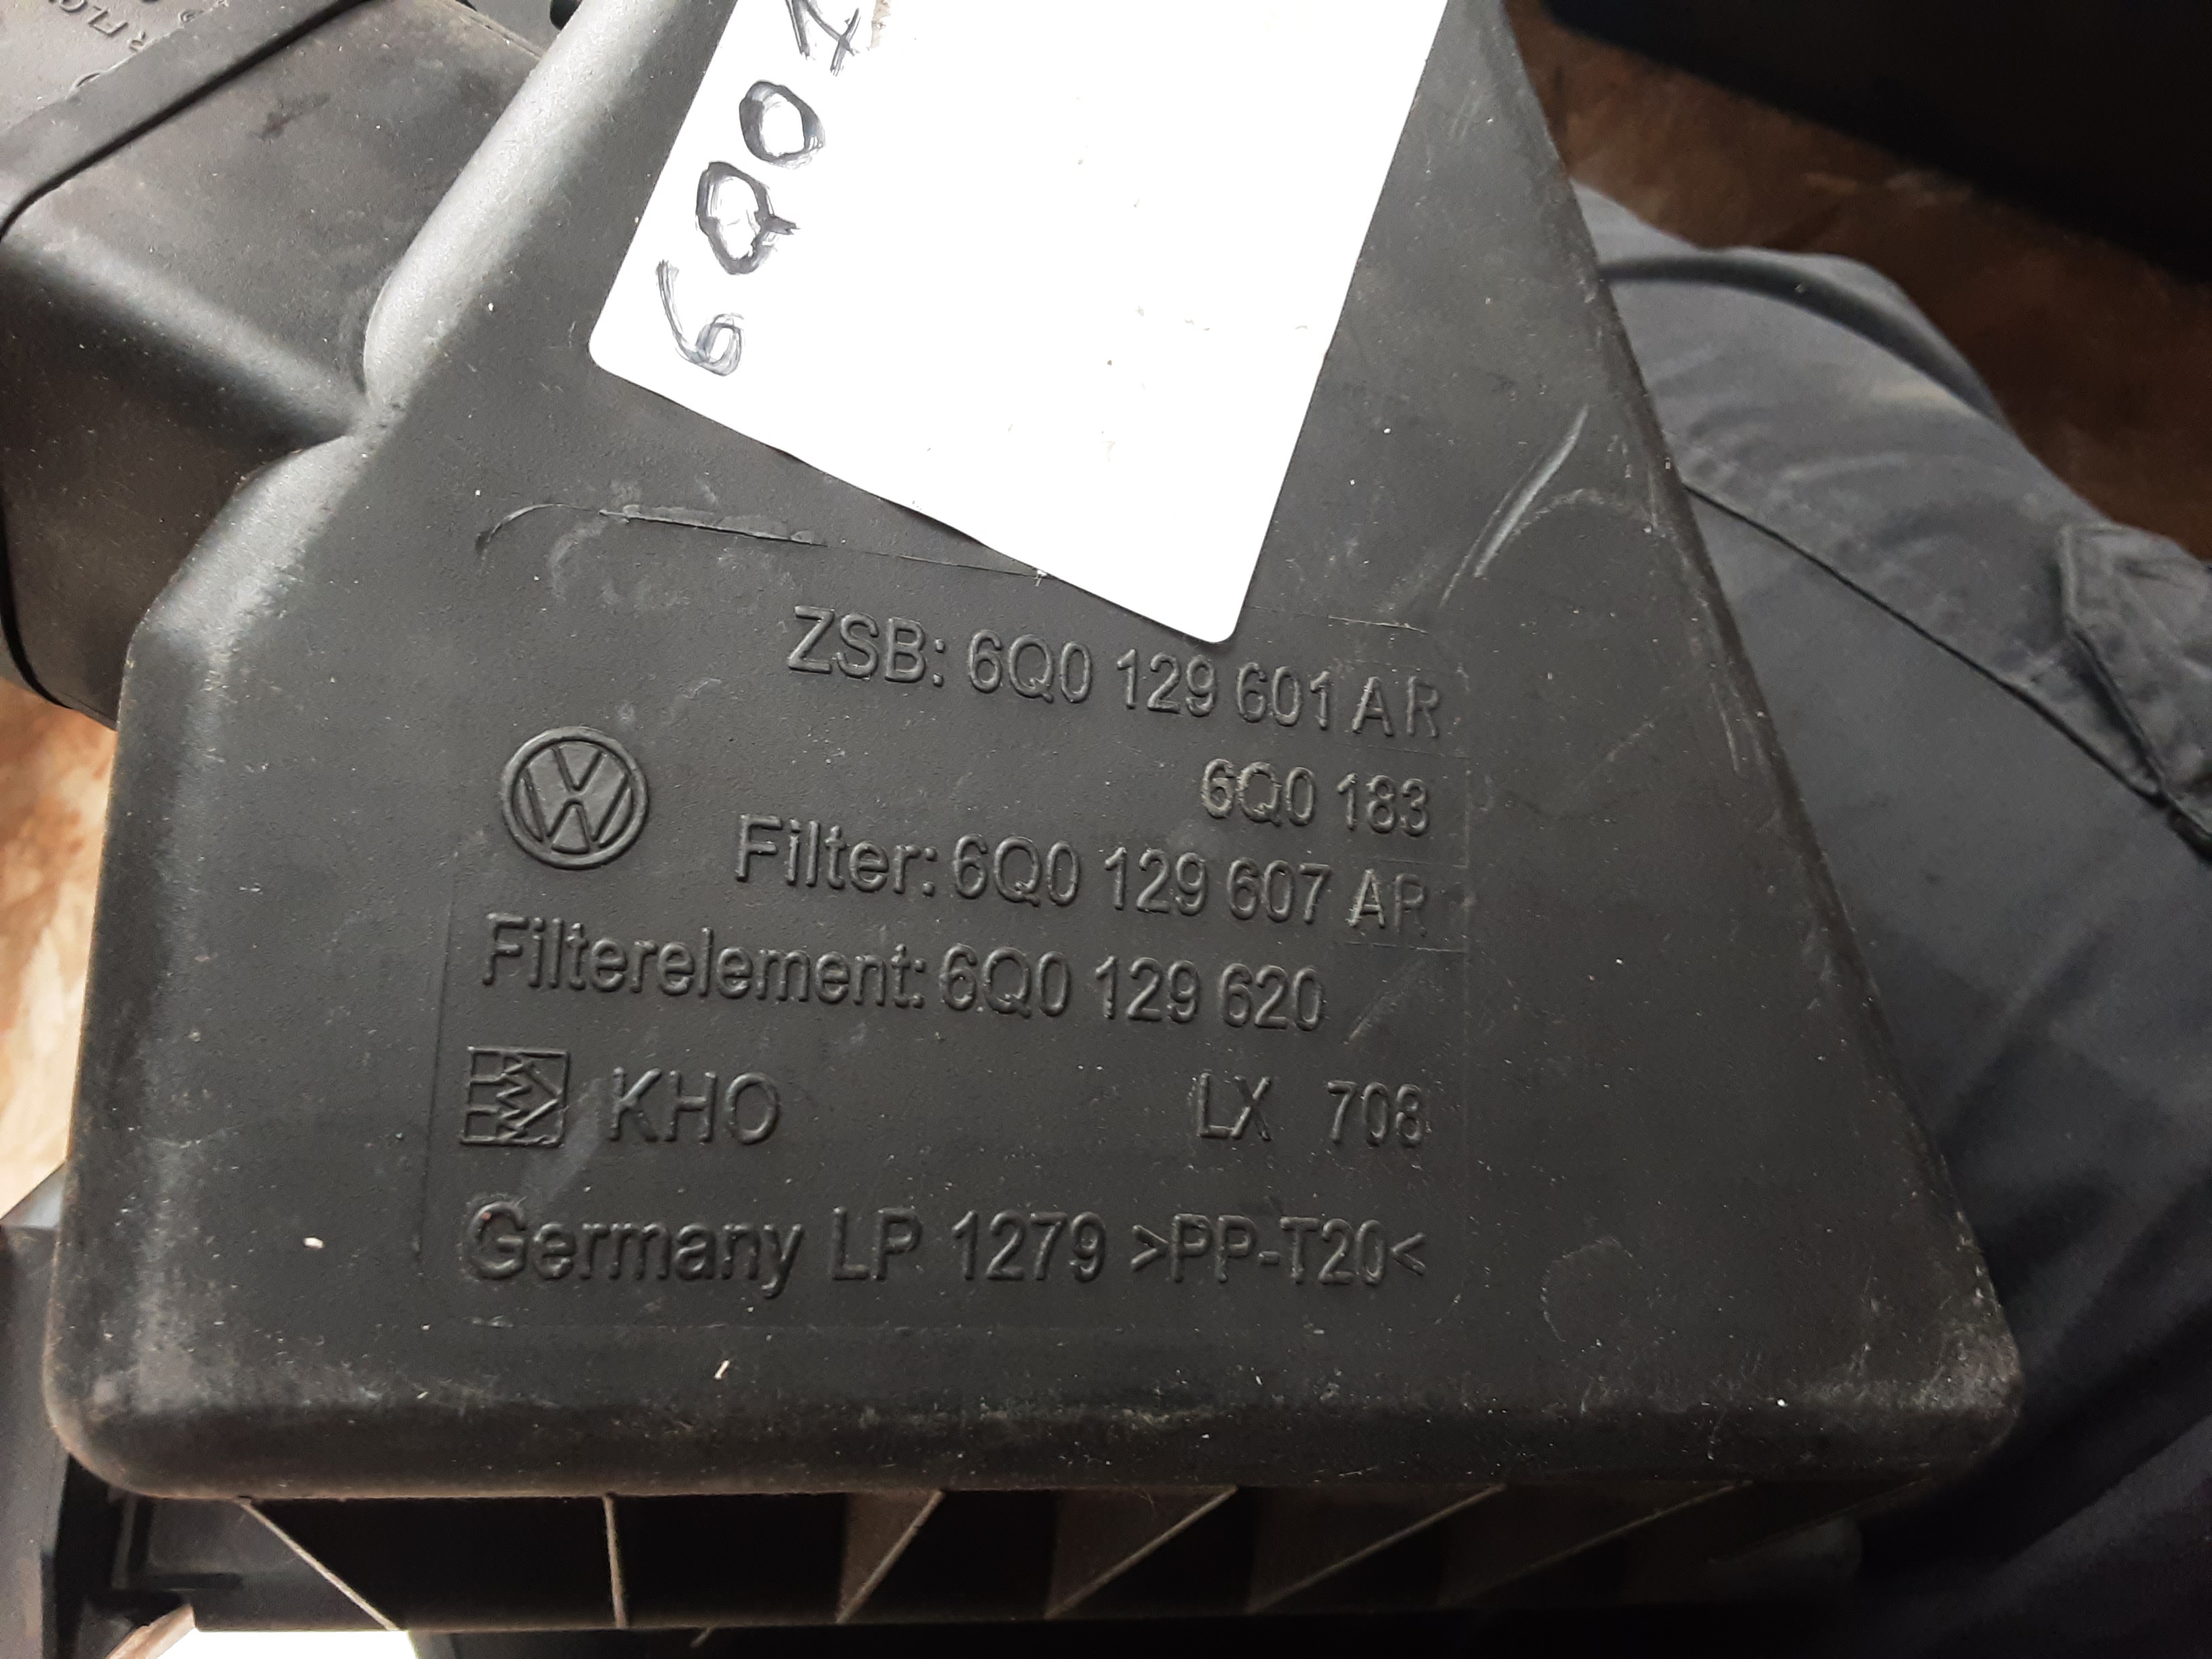 6Q01
ZSB: 6Q0 129 601 AR
6Q0 183
Filter: 6Q0 129 607 AR
Filterelement: 6Q0 129 620
KHO LX 708
Germany LP 1279 >PP-T20<